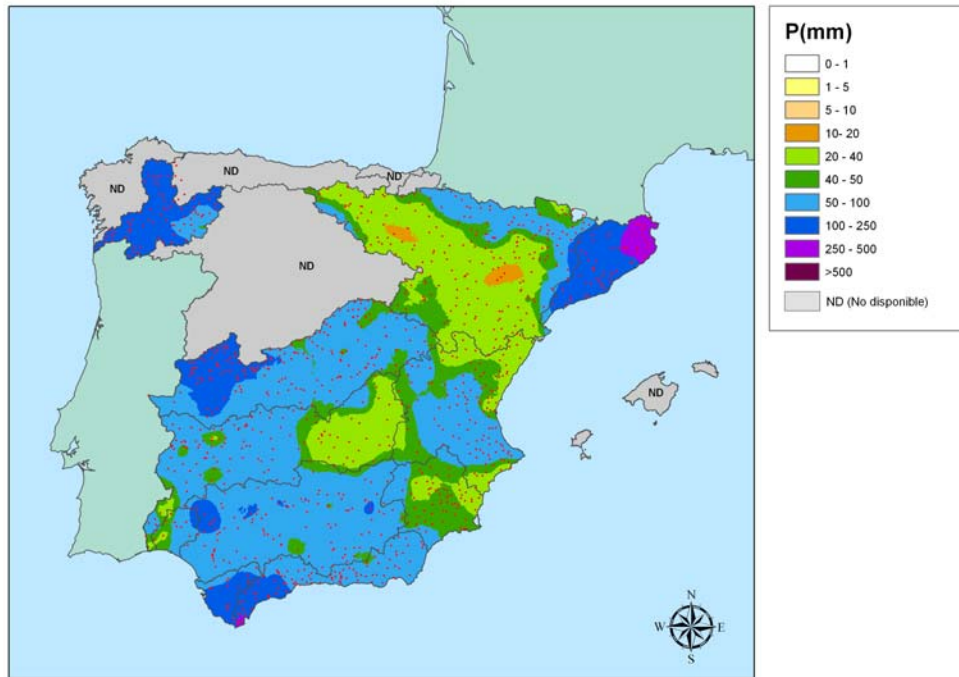 P(mm)
0 - 1
1 - 5
5 - 10
10- 20
20 - 40
40 - 50
50 - 100
100 - 250
250 - 500
>500
ND (No disponible)
ND
ND
ND
ND
ND
N
W E
S